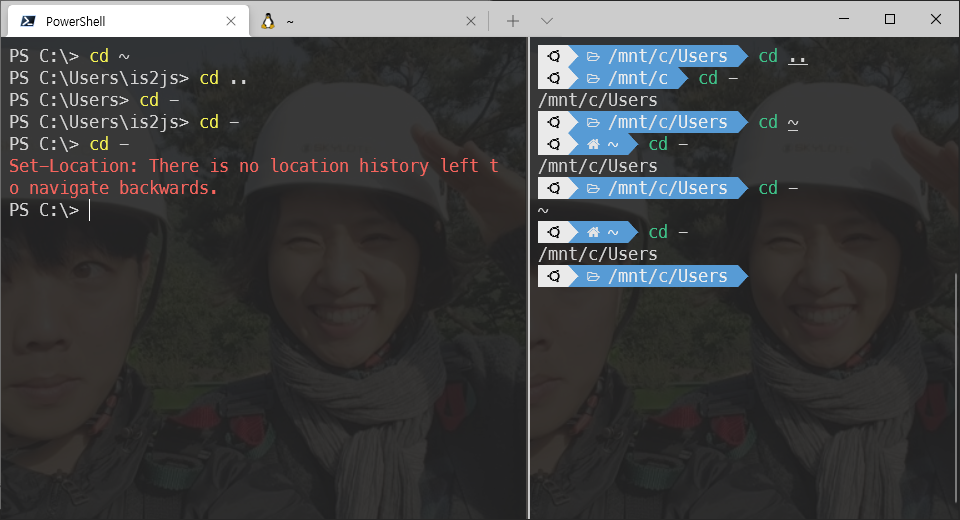 PowerShell
~
PS C:\> cd ~
PS C:\Users\is2js> cd ..
PS C:\Users> cd -
PS C:\Users\is2js> cd -
PS C:\> cd -
Set-Location: There is no location history left t
o navigate backwards.
PS C:\>
/mnt/c/Users cd ..
/mnt/c cd -
/mnt/c/Users
/mnt/c/Users cd ~
~ cd -
/mnt/c/Users
/mnt/c/Users cd -
~
~ cd -
/mnt/c/Users
/mnt/c/Users